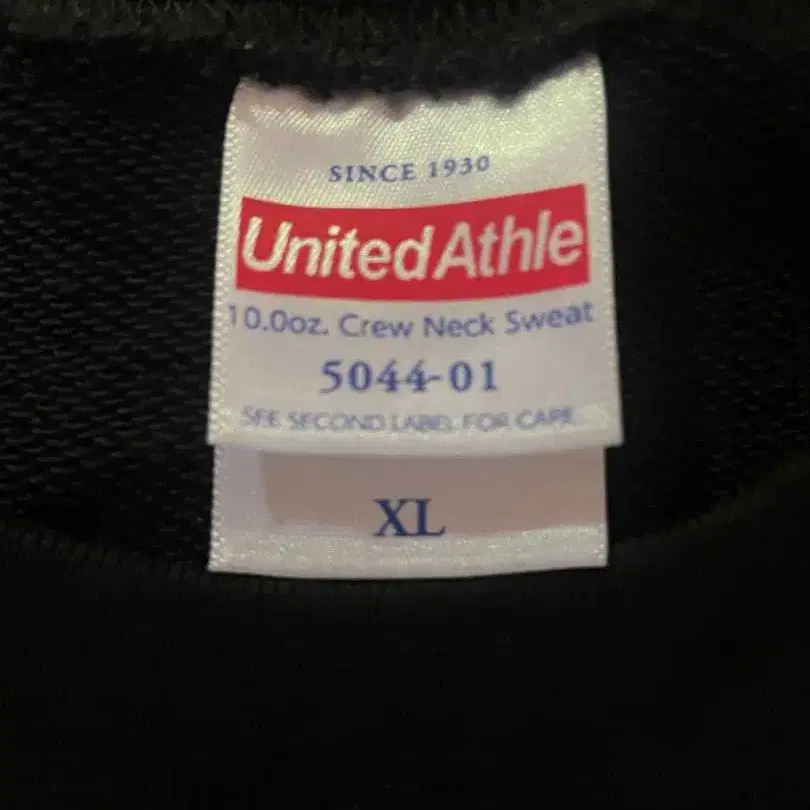 SINCE 1930
UnitedAthle
10.0oz. Crew Neck Sweat
5044-01
SEE SECOND LABEL FOR CARE
XL